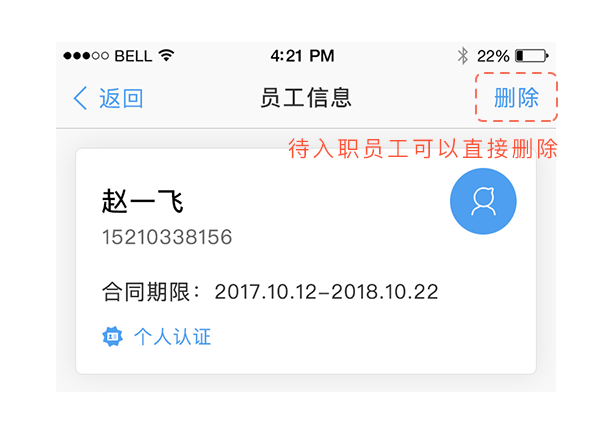 BELL 4:21 PM 22%
返回 员工信息 删除
待入职员工可以直接删除
赵一飞
15210338156
合同期限：2017.10.12-2018.10.22
个人认证